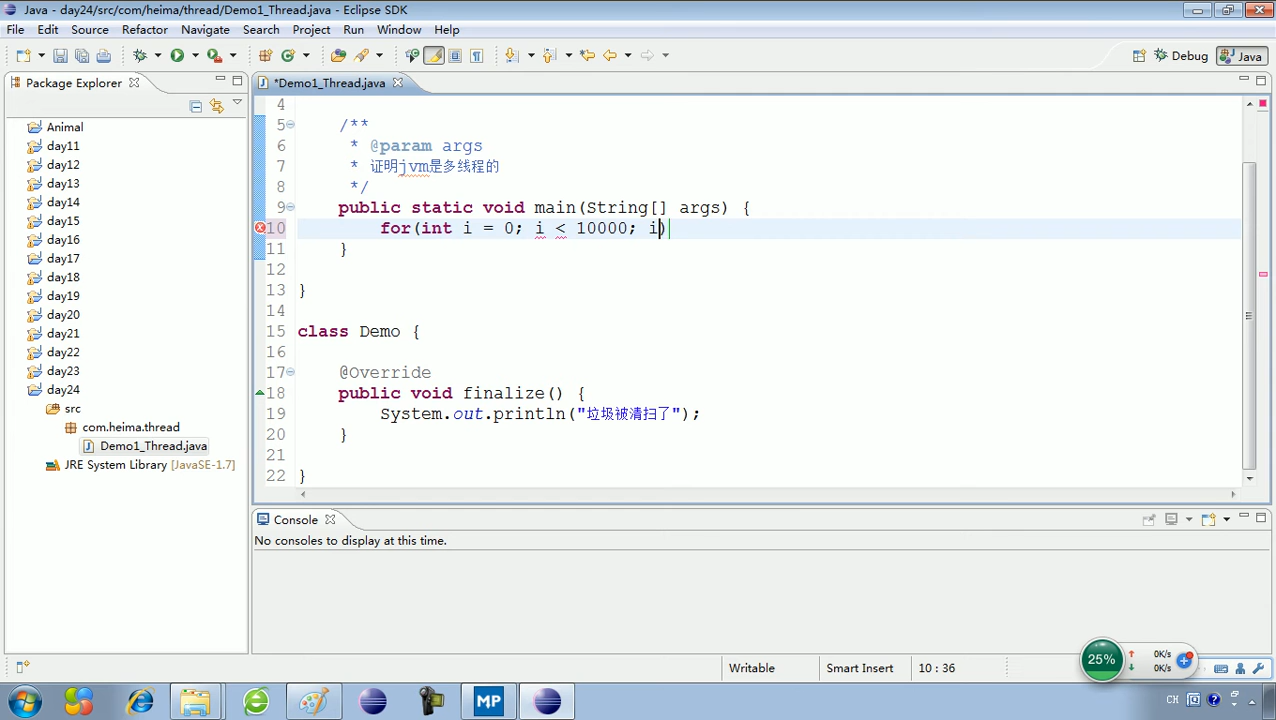 Java - day24/src/com/heima/thread/Demo1_Thread.java - Eclipse SDK
File Edit Source Refactor Navigate Search Project Run Window Help
Debug Java
Package Explorer
*Demo1_Thread.java
Animal
day11
day12
day13
day14
day15
day16
day17
day18
day19
day20
day21
day22
day23
day24
src
com.heima.thread
Demo1_Thread.java
JRE System Library [JavaSE-1.7]
4
5 /**
6 * @param args
7 * 证明jvm是多线程的
8 */
9 public static void main(String[] args) {
10 for(int i = 0; i < 10000; i)
11 }
12
13 }
14
15 class Demo {
16
17 @Override
18 public void finalize() {
19 System.out.println("垃圾被清扫了");
20 }
21
22 }
Console
No consoles to display at this time.
Writable Smart Insert 10 : 36
25%
0K/s
0K/s
MP
CH